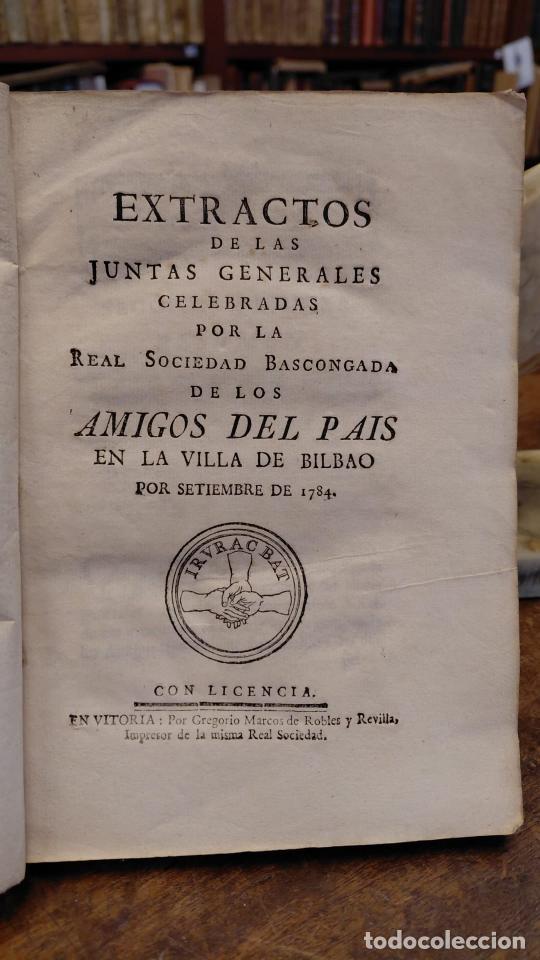 EXTRACTOS
DE LAS
JUNTAS GENERALES
CELEBRADAS
POR LA
REAL SOCIEDAD BASCONGADA
DE LOS
AMIGOS DEL PAIS
EN LA VILLA DE BILBAO
POR SETIEMBRE DE 1784.
IRVRAC BAT
CON LICENCIA.
EN VITORIA : Por Gregorio Marcos de Robles y Revilla,
Impresor de la misma Real Sociedad.
todocoleccion